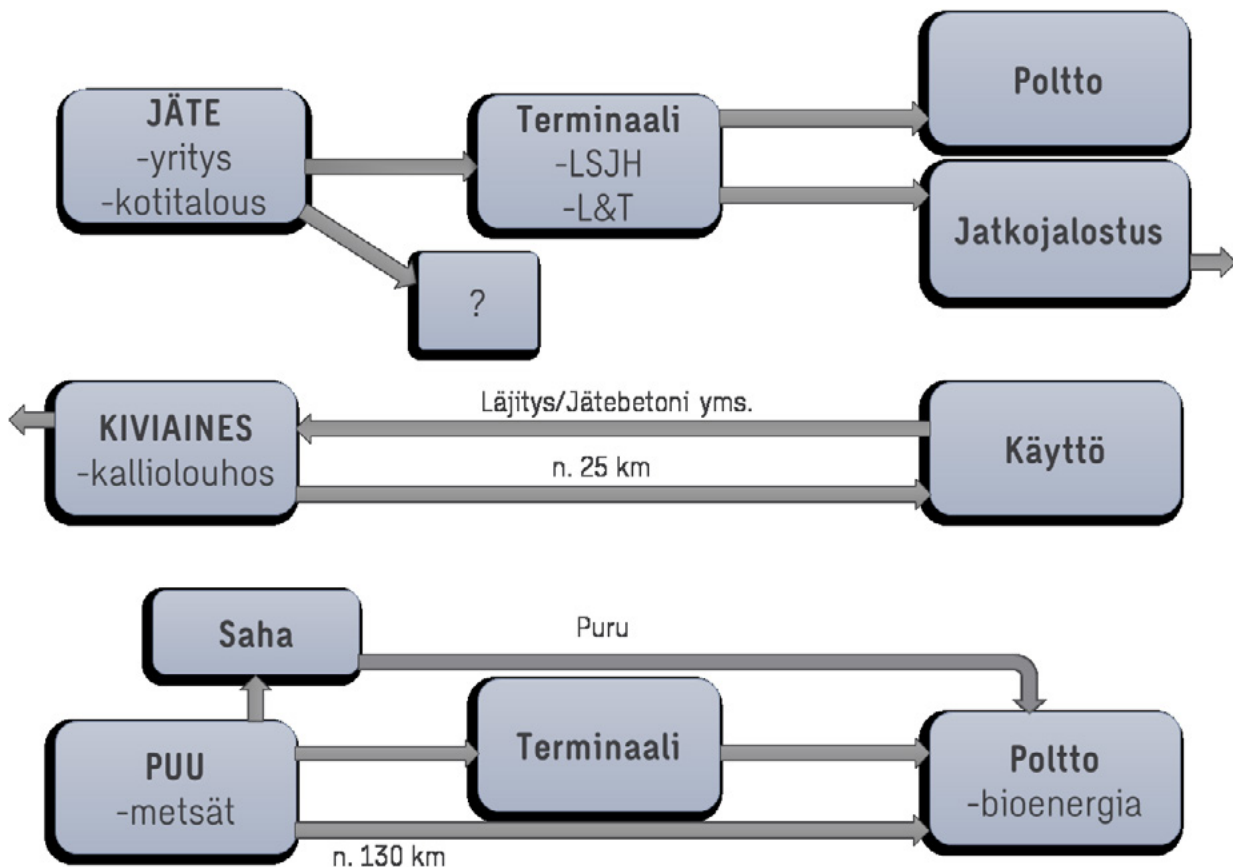 JÄTE
-yritys
-kotitalous
Terminaali
-LSJH
-L&T
Poltto
Jatkojalostus
?
KIVIAINES
-kalliolouhos
Läjitys/Jätebetoni yms.
n. 25 km
Käyttö
Saha
Puru
PUU
-metsät
Terminaali
Poltto
-bioenergia
n. 130 km